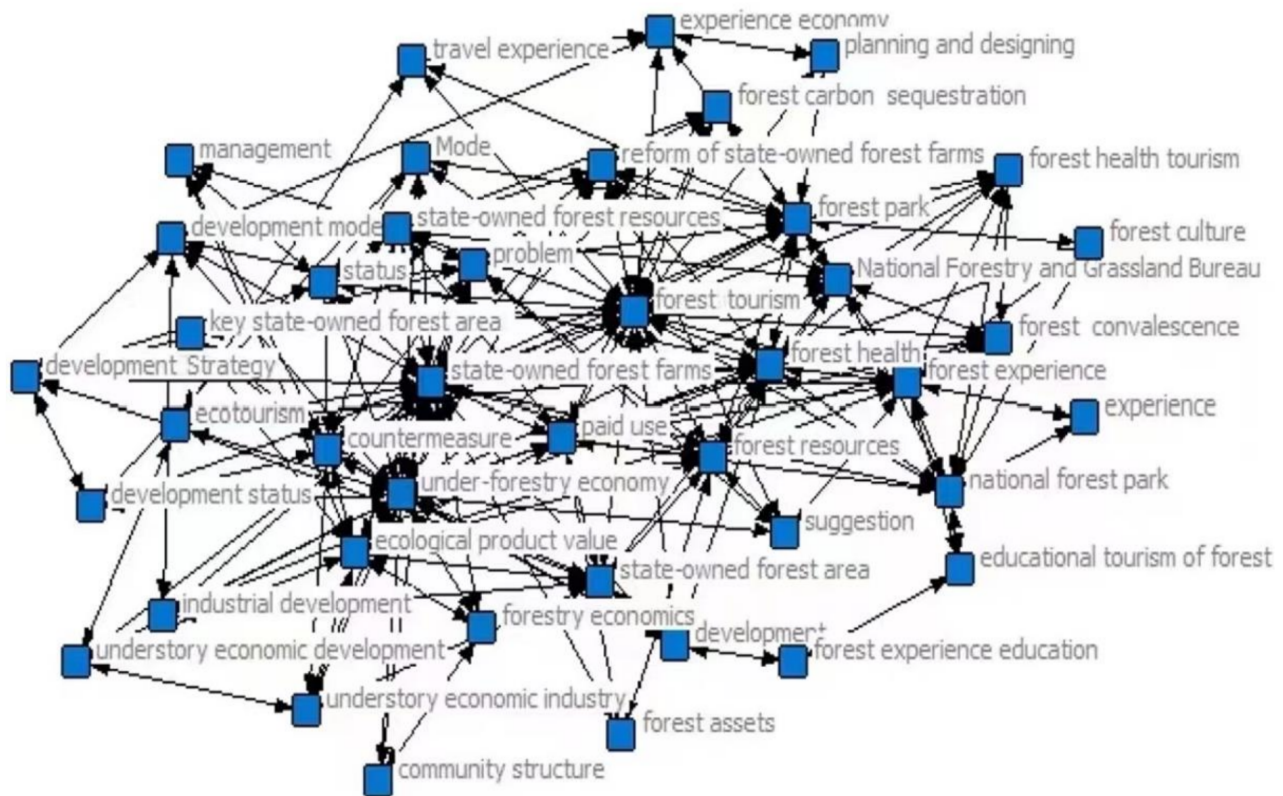 experience economy
travel experience
planning and designing
forest carbon sequestration
management
Mode
reform of state-owned forest farms
forest health tourism
development mode
state-owned forest resources
forest park
forest culture
status
problem
National Forestry and Grassland Bureau
key state-owned forest area
forest tourism
forest convalescence
development Strategy
state-owned forest farms
forest health
forest experience
ecotourism
countermeasure
paid use
forest resources
experience
development status
under-forestry economy
suggestion
national forest park
ecological product value
state-owned forest area
educational tourism of forest
industrial development
forestry economics
development
understory economic development
forest experience education
understory economic industry
forest assets
community structure